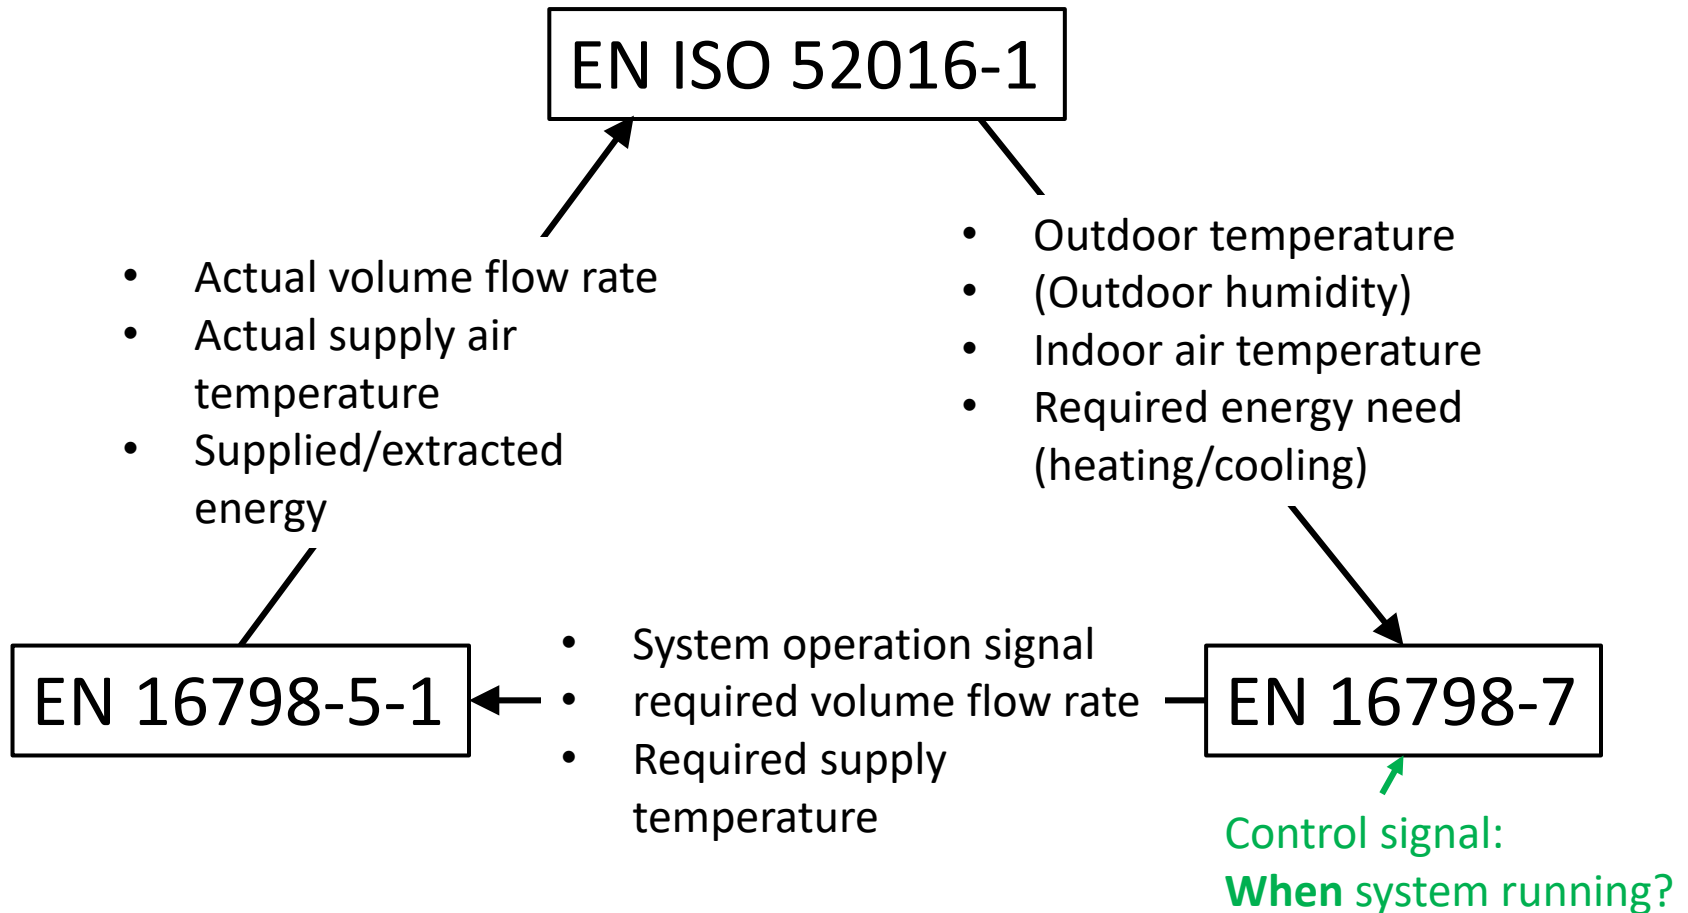 EN ISO 52016-1
• Actual volume flow rate
• Actual supply air
temperature
• Supplied/extracted
energy
• Outdoor temperature
• (Outdoor humidity)
• Indoor air temperature
• Required energy need
(heating/cooling)
EN 16798-5-1
• System operation signal
• required volume flow rate
• Required supply
temperature
EN 16798-7
Control signal:
When system running?